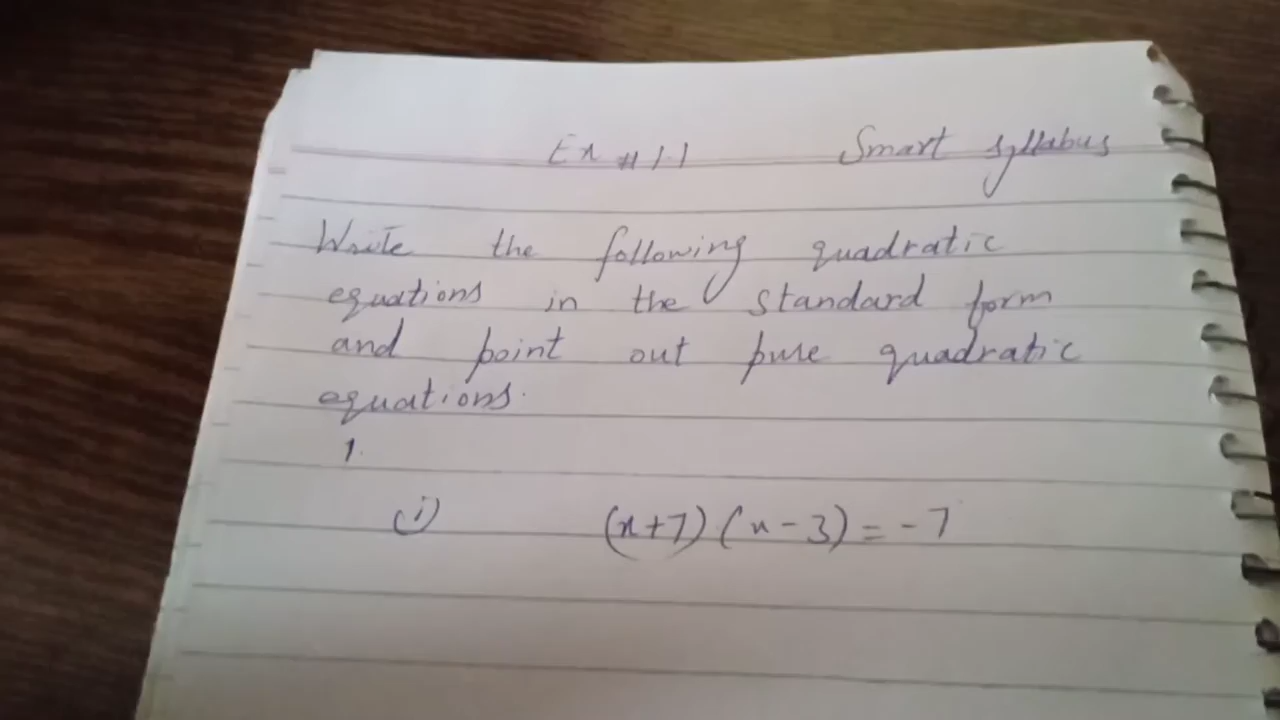 Ex # 1.1 Smart syllabus
Write the following quadratic
equations in the standard form
and point out pure quadratic
equations.
1.
(i) (x+7)(x-3)=-7